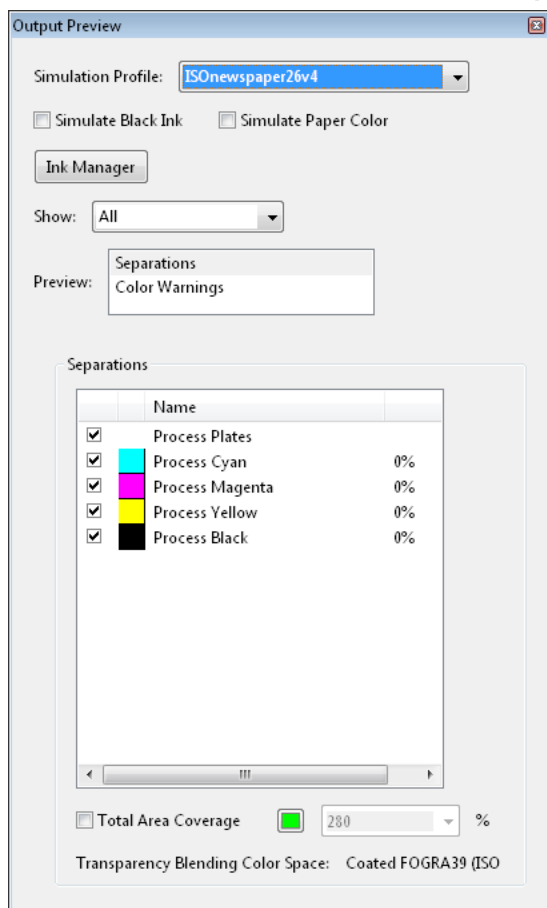 Output Preview
Simulation Profile: ISOnewspaper26v4
Simulate Black Ink Simulate Paper Color
Ink Manager
Show: All
Preview: Separations
Color Warnings
Separations
Name
Process Plates
Process Cyan 0%
Process Magenta 0%
Process Yellow 0%
Process Black 0%
Total Area Coverage 280 %
Transparency Blending Color Space: Coated FOGRA39 (ISO